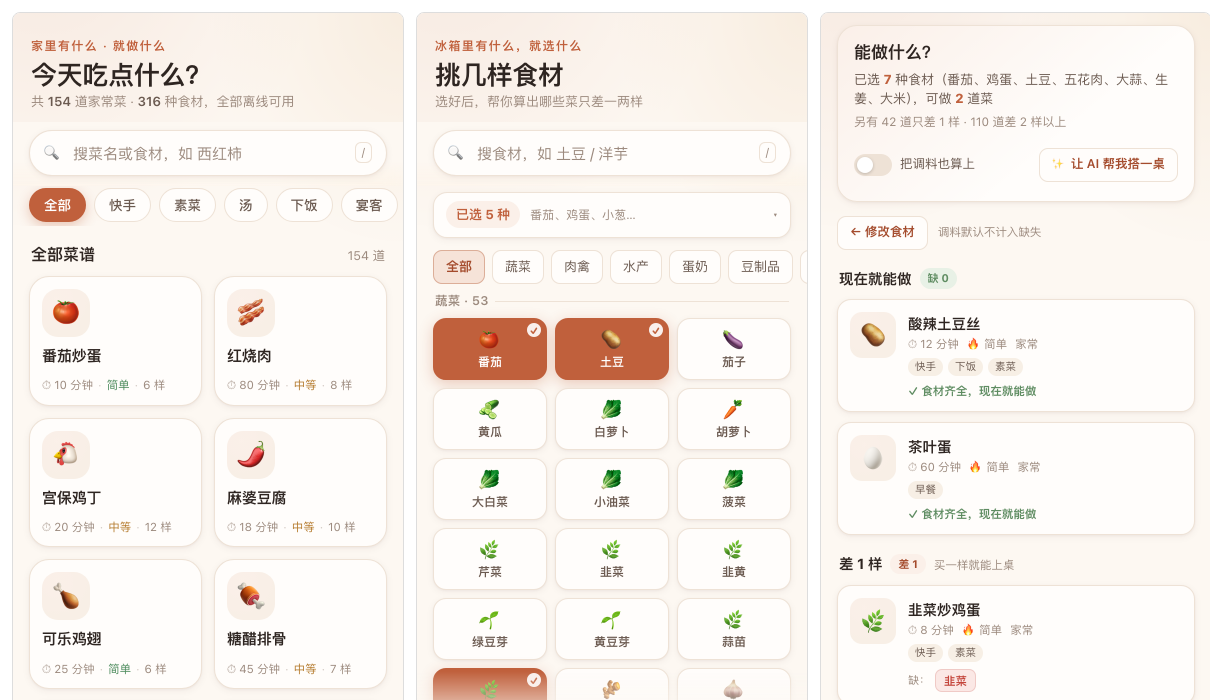 家里有什么 · 就做什么
今天吃点什么?
共 154 道家常菜 · 316 种食材，全部离线可用
搜菜名或食材，如 西红柿
/
全部
快手
素菜
汤
下饭
宴客
全部菜谱
154 道
番茄炒蛋
10 分钟 · 简单 · 6 样
红烧肉
80 分钟 · 中等 · 8 样
宫保鸡丁
20 分钟 · 中等 · 12 样
麻婆豆腐
18 分钟 · 中等 · 10 样
可乐鸡翅
25 分钟 · 简单 · 6 样
糖醋排骨
45 分钟 · 中等 · 7 样
冰箱里有什么，就选什么
挑几样食材
选好后，帮你算出哪些菜只差一两样
搜食材，如 土豆 / 洋芋
/
已选 5 种
番茄、鸡蛋、小葱...
全部
蔬菜
肉禽
水产
蛋奶
豆制品
蔬菜 · 53
番茄
土豆
茄子
黄瓜
白萝卜
胡萝卜
大白菜
小油菜
菠菜
芹菜
韭菜
韭黄
绿豆芽
黄豆芽
蒜苗
能做什么?
已选 7 种食材（番茄、鸡蛋、土豆、五花肉、大蒜、生
姜、大米），可做 2 道菜
另有 42 道只差 1 样 · 110 道差 2 样以上
把调料也算上
让 AI 帮我搭一桌
← 修改食材
调料默认不计入缺失
现在就能做
缺 0
酸辣土豆丝
12 分钟 简单 家常
快手
下饭
素菜
✓ 食材齐全，现在就能做
茶叶蛋
60 分钟 简单 家常
早餐
✓ 食材齐全，现在就能做
差 1 样
差 1
买一样就能上桌
韭菜炒鸡蛋
8 分钟 简单 家常
快手
素菜
缺:
韭菜